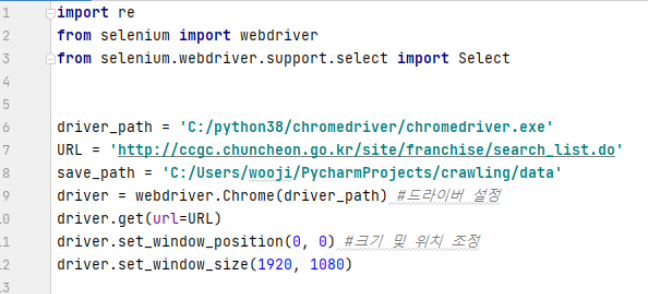 1 import re
2 from selenium import webdriver
3 from selenium.webdriver.support.select import Select
4
5
6 driver_path = 'C:/python38/chromedriver/chromedriver.exe'
7 URL = 'http://ccgc.chuncheon.go.kr/site/franchise/search_list.do'
8 save_path = 'C:/Users/wooji/PycharmProjects/crawling/data'
9 driver = webdriver.Chrome(driver_path) #드라이버 설정
10 driver.get(url=URL)
11 driver.set_window_position(0, 0) #크기 및 위치 조정
12 driver.set_window_size(1920, 1080)
13